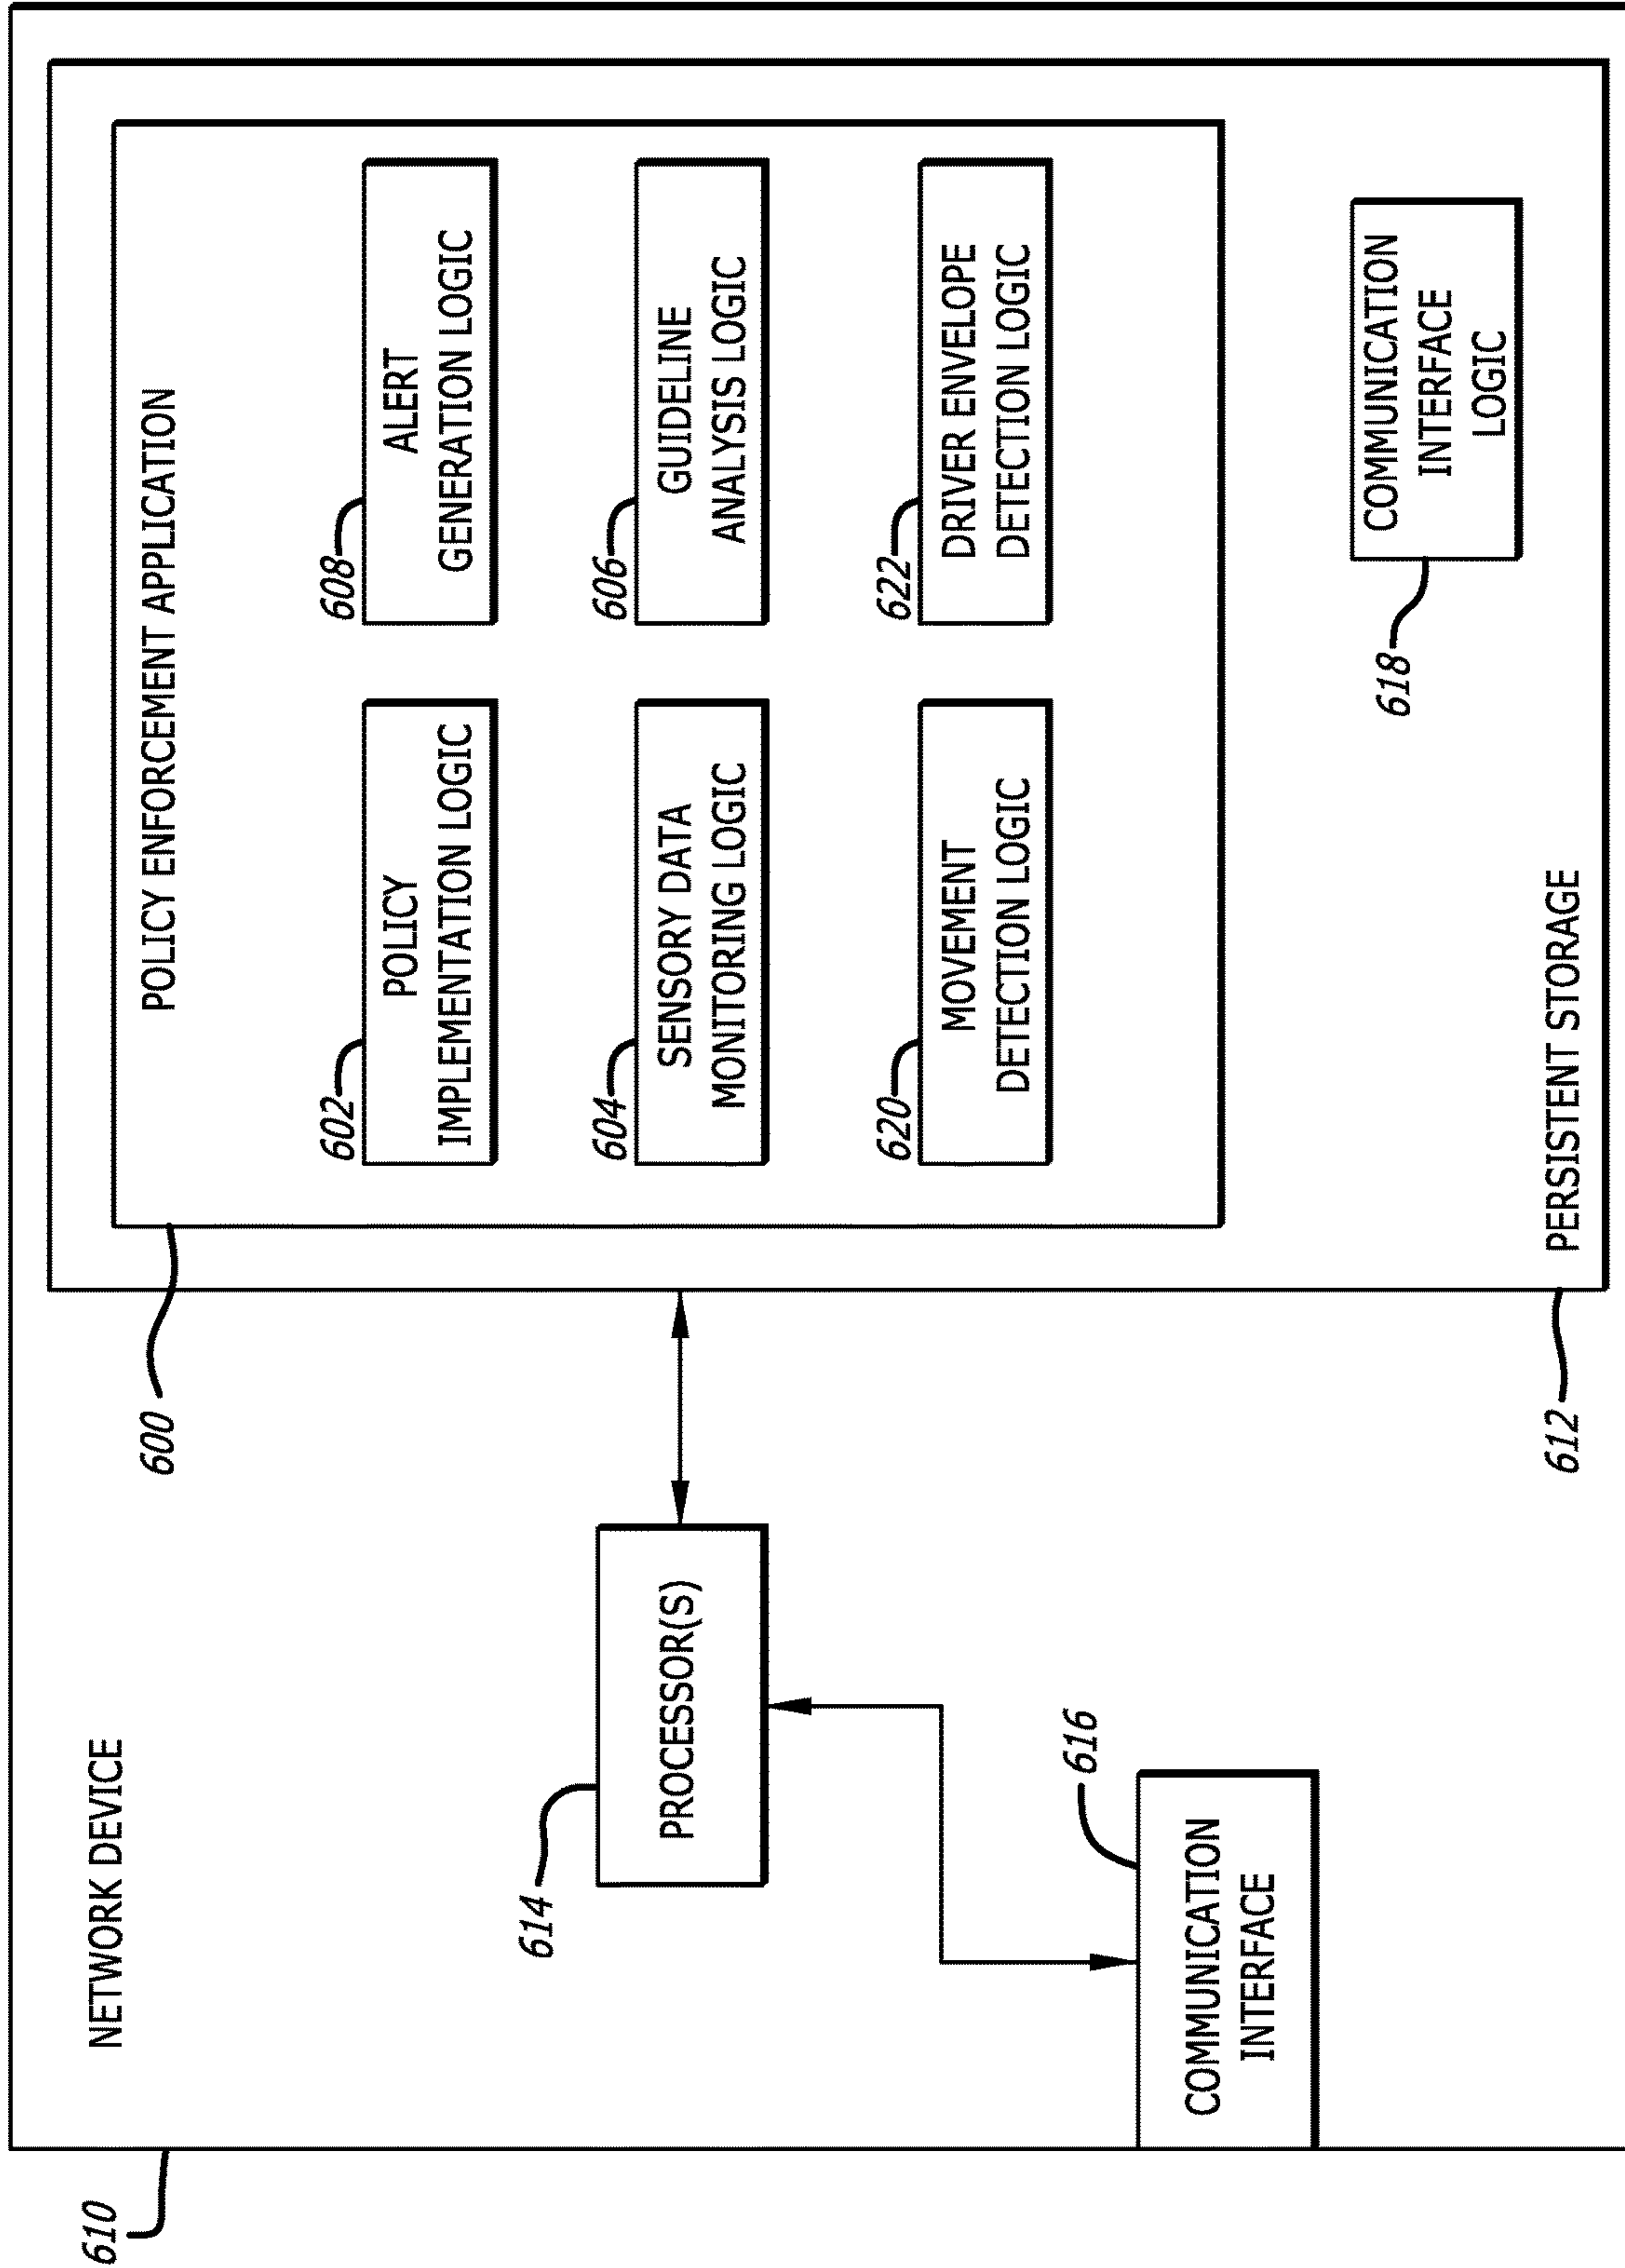 610
NETWORK DEVICE
614
PROCESSOR(S)
616
COMMUNICATION
INTERFACE
600
POLICY ENFORCEMENT APPLICATION
602
POLICY
IMPLEMENTATION LOGIC
608
ALERT
GENERATION LOGIC
604
SENSORY DATA
MONITORING LOGIC
606
GUIDELINE
ANALYSIS LOGIC
620
MOVEMENT
DETECTION LOGIC
622
DRIVER ENVELOPE
DETECTION LOGIC
618
COMMUNICATION
INTERFACE
LOGIC
612
PERSISTENT STORAGE